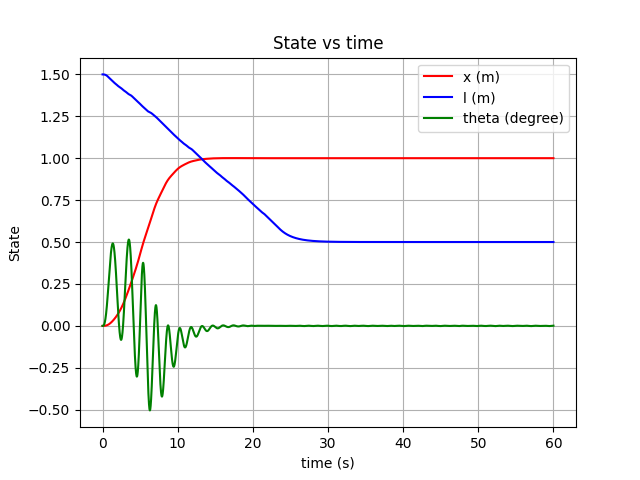 State vs time
x (m)
l (m)
theta (degree)
State
1.50
1.25
1.00
0.75
0.50
0.25
0.00
−0.25
−0.50
0 10 20 30 40 50 60
time (s)